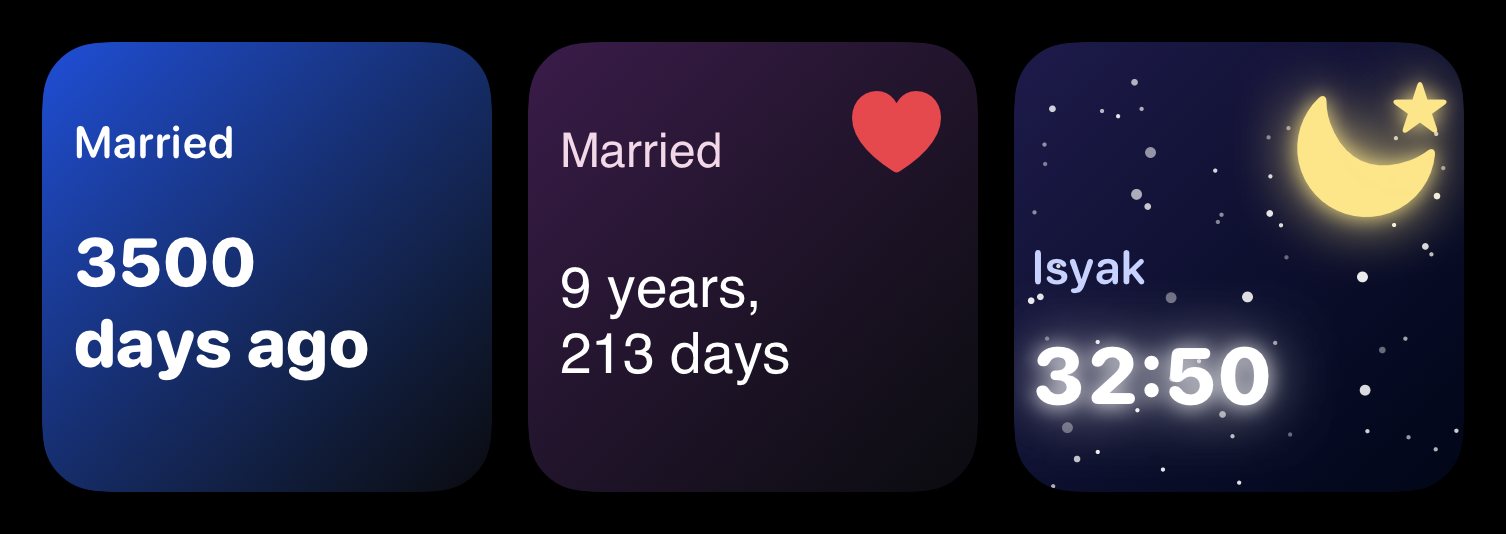 Married
3500
days ago
Married
9 years,
213 days
Isyak
32:50